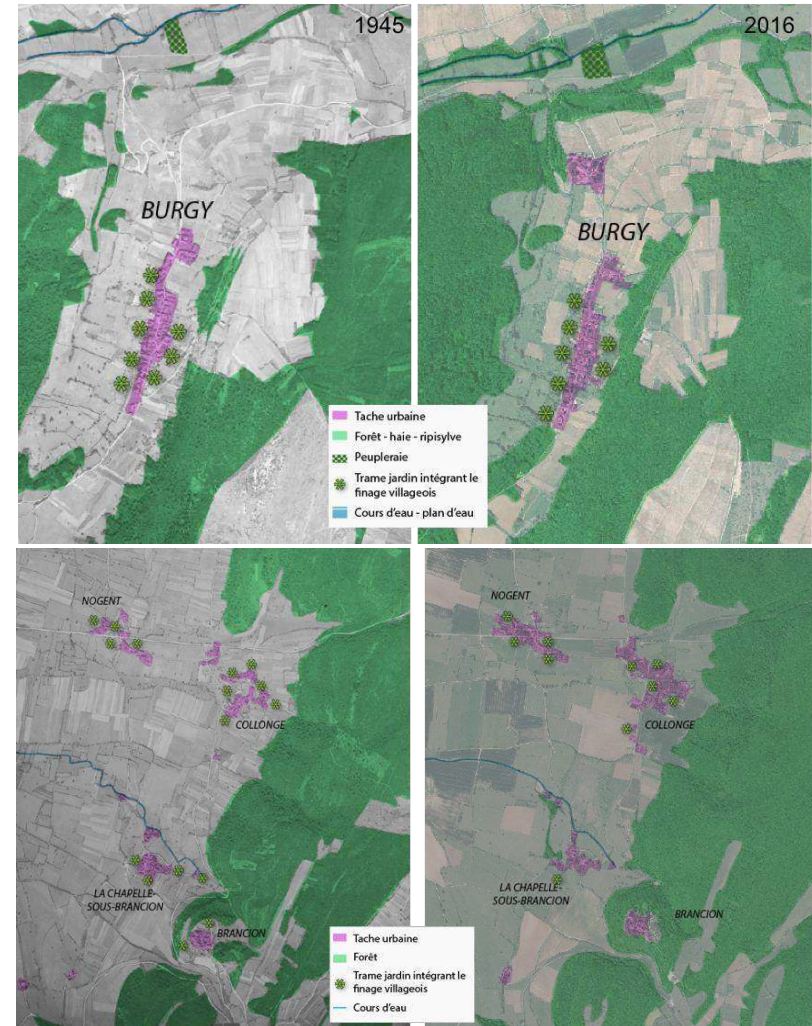 1945
2016
BURGY
BURGY
Tache urbaine
Forêt - haie - ripisylve
Peupleraie
Trame jardin intégrant le
finage villageois
Cours d'eau - plan d'eau
NOGENT
COLLONGE
LA CHAPELLE-
SOUS-BRANCION
BRANCION
NOGENT
COLLONGE
LA CHAPELLE-
SOUS-BRANCION
BRANCION
Tache urbaine
Forêt
Trame jardin intégrant le
finage villageois
Cours d'eau